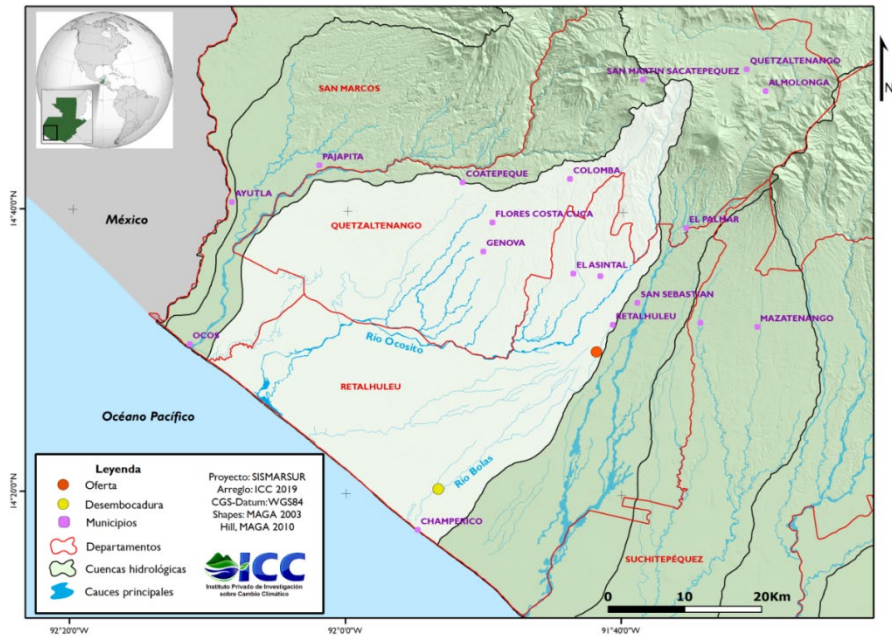 N
QUETZALTENANGO
SAN MARTIN SACATEPEQUEZ
ALMOLONGA
SAN MARCOS
PAJAPITA
COATEPEQUE
COLOMBA
AYUTLA
14°40'0"N
México
FLORES COSTA CUCA
QUETZALTENANGO
EL PALMAR
GENOVA
EL ASINTAL
SAN SEBASTIAN
RETALHULEU
MAZATENANGO
OCOS
Río Ocosito
RETALHULEU
Océano Pacífico
Río Bolas
14°20'0"N
CHAMPERICO
SUCHITEPÉQUEZ
Leyenda
Oferta
Desembocadura
Municipios
Departamentos
Cuencas hidrológicas
Cauces principales
Proyecto: SISMARSUR
Arreglo: ICC 2019
CGS-Datum: WGS84
Shapes: MAGA 2003
Hill, MAGA 2010
ICC
Instituto Privado de Investigación
sobre Cambio Climático
0 10 20Km
92°20'0"W 92°0'0"W 91°40'0"W